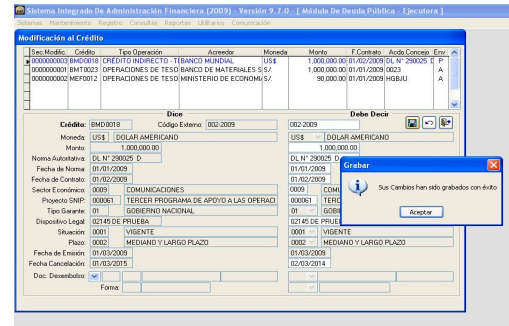 Sistema Integrado De Administración Financiera (2009) - Versión 9.7.0 - [ Módulo De Deuda Pública - Ejecutora ]
Sistemas Mantenimiento Registro Consultas Reportes Utilitarios Comunicación
Modificación al Crédito
Sec.Modific. Crédito Tipo Operación Acreedor Moneda Monto F.Contrato Acdo.Concejo Env
0000000003 BMD0018 CRÉDITO INDIRECTO - TI BANCO MUNDIAL US$ 1,000,000.00 01/02/2009 DL N° 290025 D P
0000000001 BMT0023 OPERACIONES DE TESO BANCO DE MATERIALES S S/. 1,000,000.00 01/01/2009 0023 A
0000000002 MEF0012 OPERACIONES DE TESO MINISTERIO DE ECONOMI S/. 90,000.00 01/01/2009 HGBJU A
Dice Debe Decir
Crédito: BMD0018 Código Externo: 002-2009 002-2009
Moneda: US$ DOLAR AMERICANO US$ DOLAR AMERICANO
Monto: 1,000,000.00 1,000,000.00
Norma Autoritativa: DL N° 290025 D DL N° 290025 D
Fecha de Norma: 01/01/2009 01/01/2009
Fecha de Contrato: 01/02/2009 01/02/2009
Sector Económico: 0009 COMUNICACIONES 0009 COMU
Proyecto SNIP: 000061 TERCER PROGRAMA DE APOYO A LAS OPERACI 000061 TERC
Tipo Garante: 01 GOBIERNO NACIONAL 01 GOBI
Dispositivo Legal: 02145 DE PRUEBA 02145 DE PRUEBA
Situación: 0001 VIGENTE 0001 VIGENTE
Plazo: 0002 MEDIANO Y LARGO PLAZO 0002 MEDIANO Y LARGO PLAZO
Fecha de Emisión: 01/03/2009 01/03/2009
Fecha Cancelación: 01/03/2015 02/03/2014
Doc. Desembolso:
Forma:
Grabar
Sus Cambios han sido grabados con éxito
Aceptar